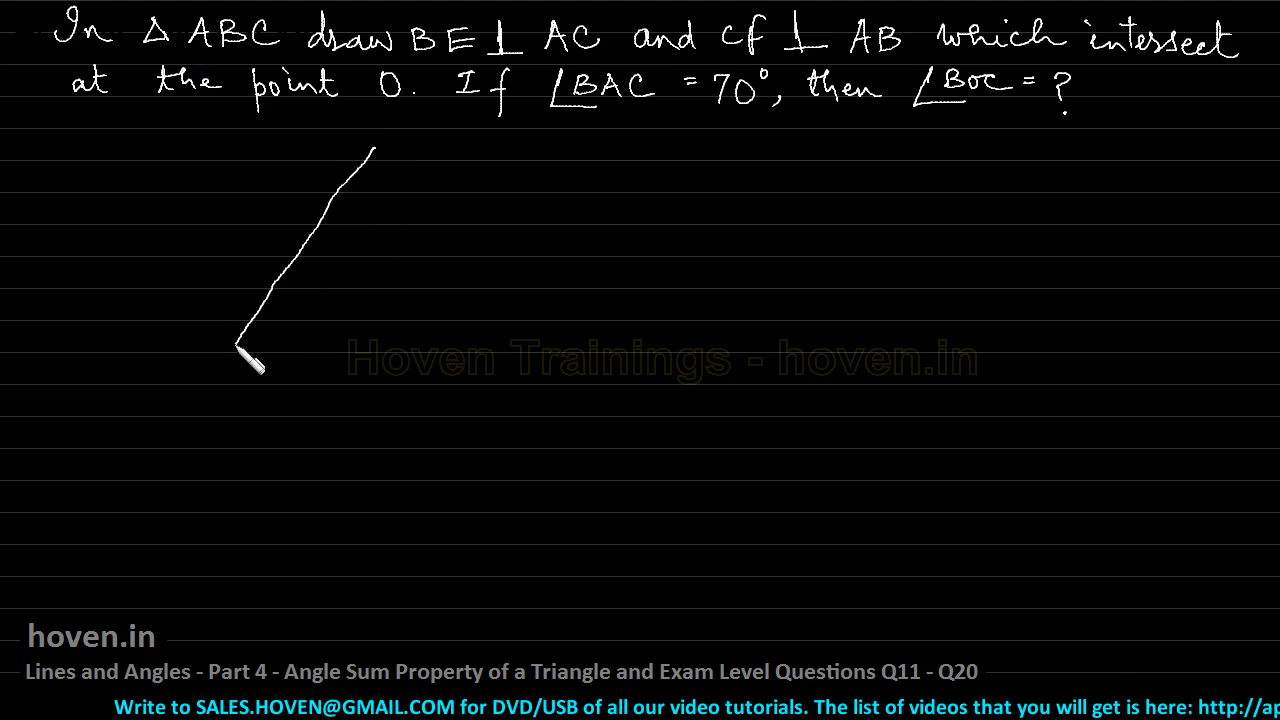 In △ ABC draw BE ⊥ AC and CF ⊥ AB which intersect
at the point O. If ∠BAC = 70°, then ∠BOC = ?
Hoven Trainings - hoven.in
hoven.in
Lines and Angles - Part 4 - Angle Sum Property of a Triangle and Exam Level Questions Q11 - Q20
Write to SALES.HOVEN@GMAIL.COM for DVD/USB of all our video tutorials. The list of videos that you will get is here: http://ap